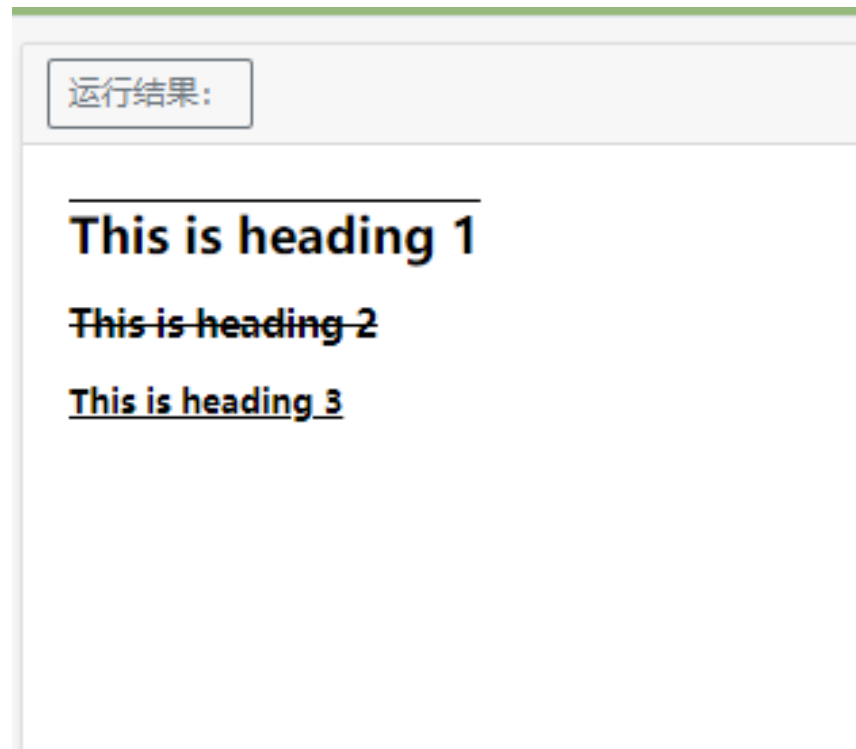 运行结果：
This is heading 1
This is heading 2
This is heading 3